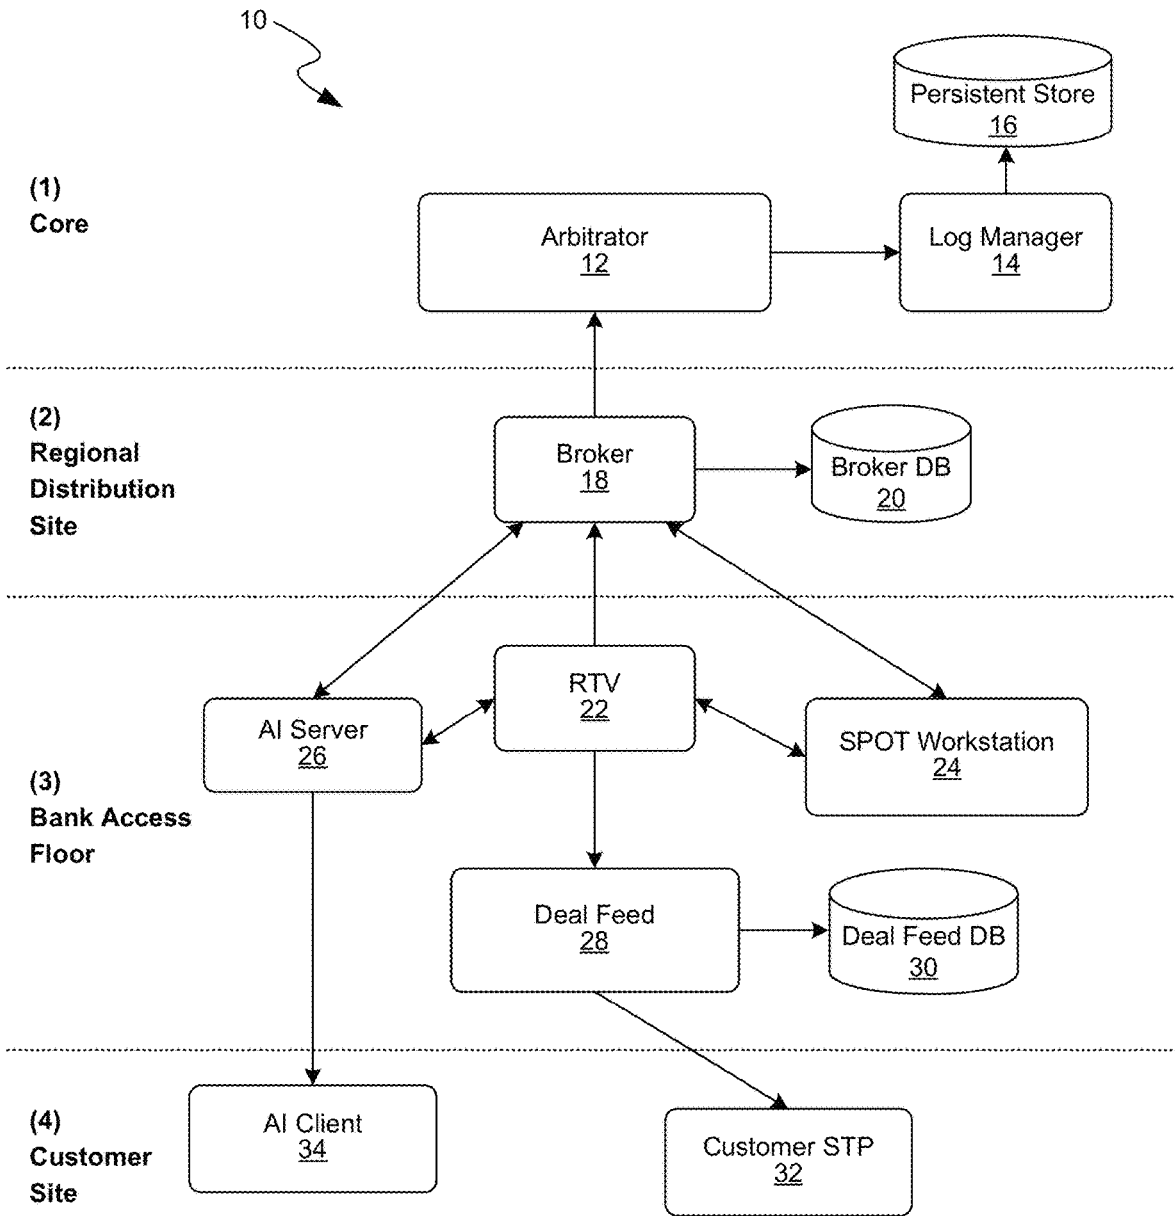 10
Persistent Store
16
(1)
Core
Arbitrator
12
Log Manager
14
(2)
Regional
Distribution
Site
Broker
18
Broker DB
20
(3)
Bank Access
Floor
RTV
22
AI Server
26
SPOT Workstation
24
Deal Feed
28
Deal Feed DB
30
(4)
Customer
Site
AI Client
34
Customer STP
32